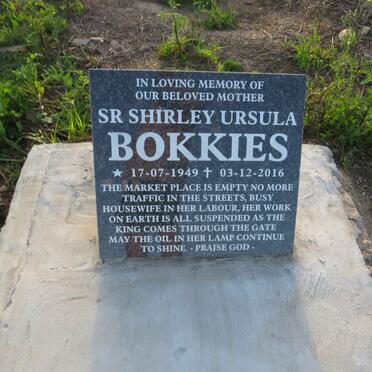 IN LOVING MEMORY OF
OUR BELOVED MOTHER
SR SHIRLEY URSULA
BOKKIES
★ 17-07-1949 ✝ 03-12-2016
THE MARKET PLACE IS EMPTY NO MORE
TRAFFIC IN THE STREETS, BUSY
HOUSEWIFE IN HER LABOUR, HER WORK
ON EARTH IS ALL SUSPENDED AS THE
KING COMES THROUGH THE GATE
MAY THE OIL IN HER LAMP CONTINUE
TO SHINE. - PRAISE GOD -